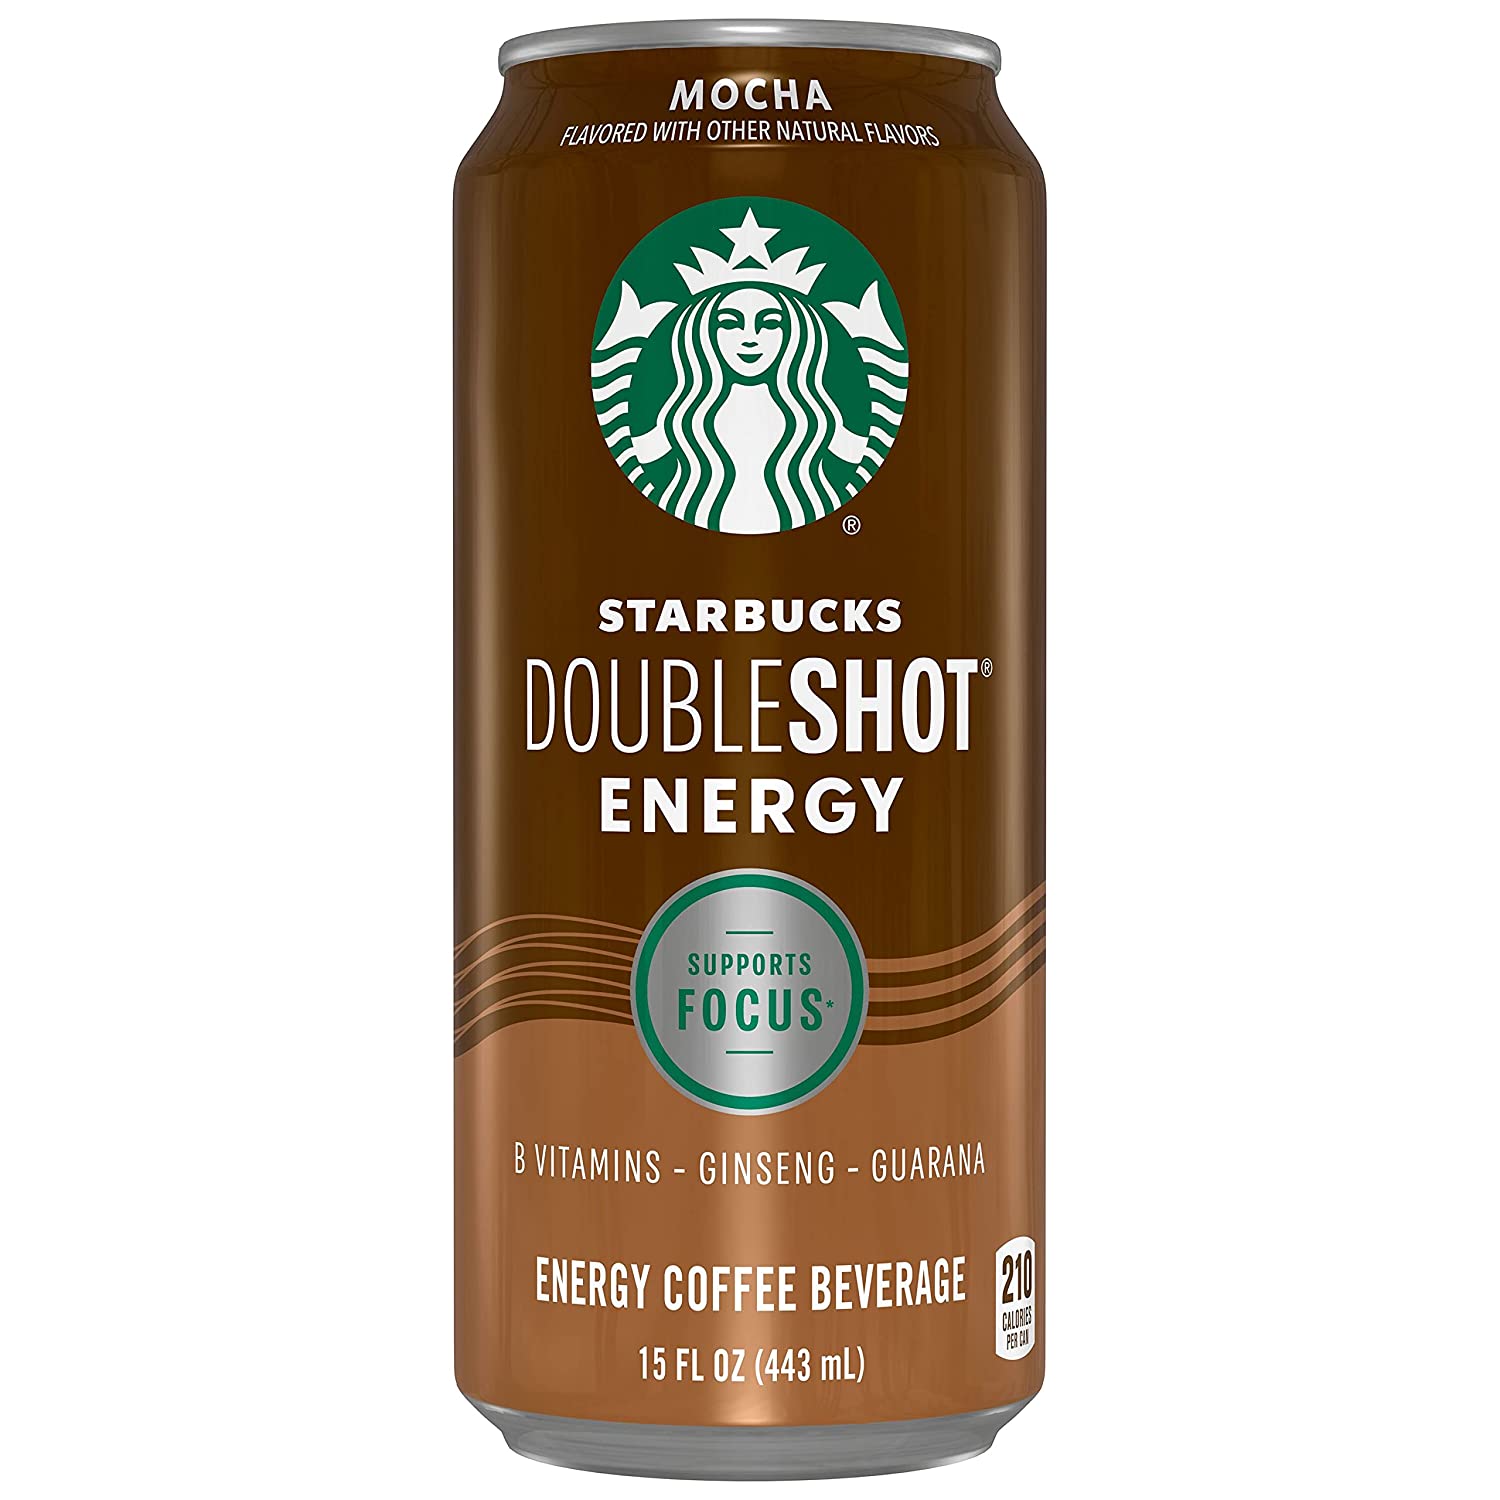 MOCHA
FLAVORED WITH OTHER NATURAL FLAVORS
®
STARBUCKS
DOUBLESHOT®
ENERGY
SUPPORTS
FOCUS*
B VITAMINS - GINSENG - GUARANA
ENERGY COFFEE BEVERAGE
15 FL OZ (443 mL)
210
CALORIES
PER CAN